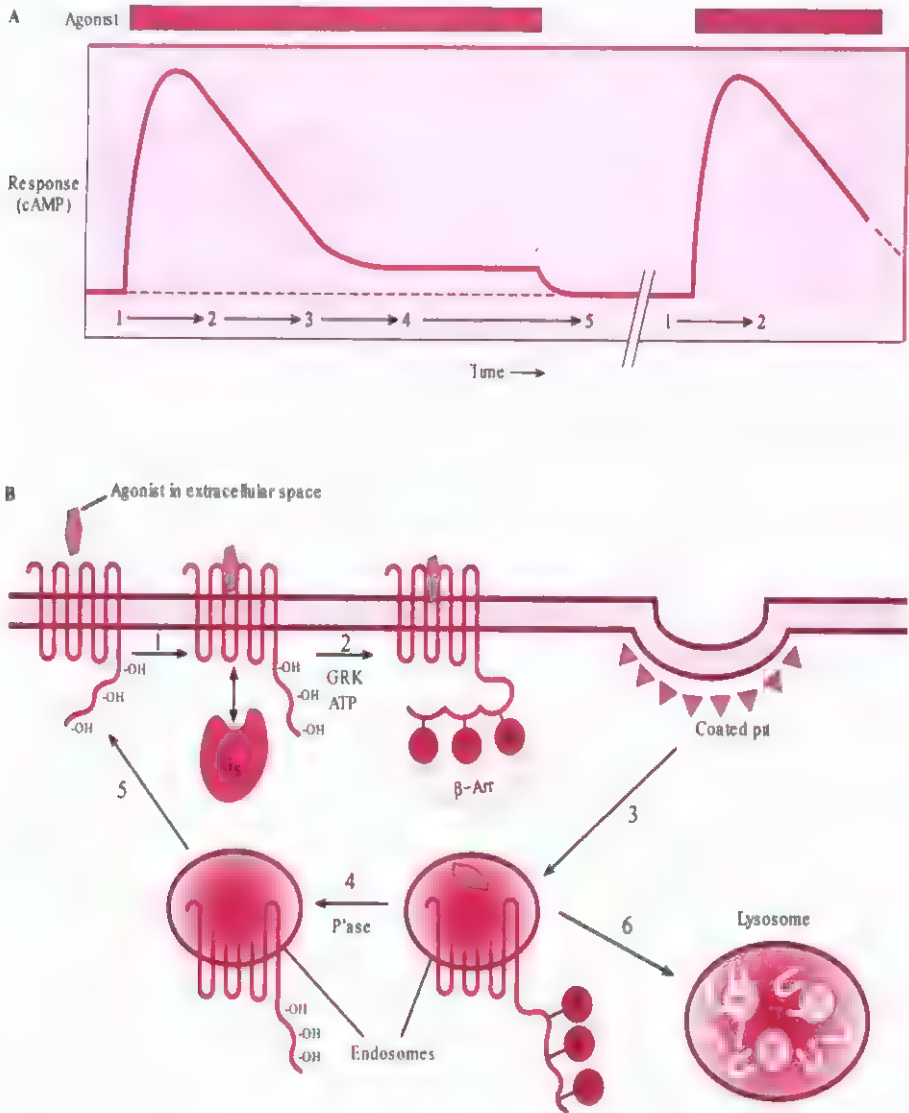 A
Agonist
Response
(cAMP)
1 2 3 4 5 1 2
Time
B
Agonist in extracellular space
1
2
GRK
ATP
-OH
-OH
-OH
-OH
-OH
-OH
Gs
β-Arr
Coated pit
5
3
4
P'ase
6
Lysosome
-OH
-OH
-OH
Endosomes